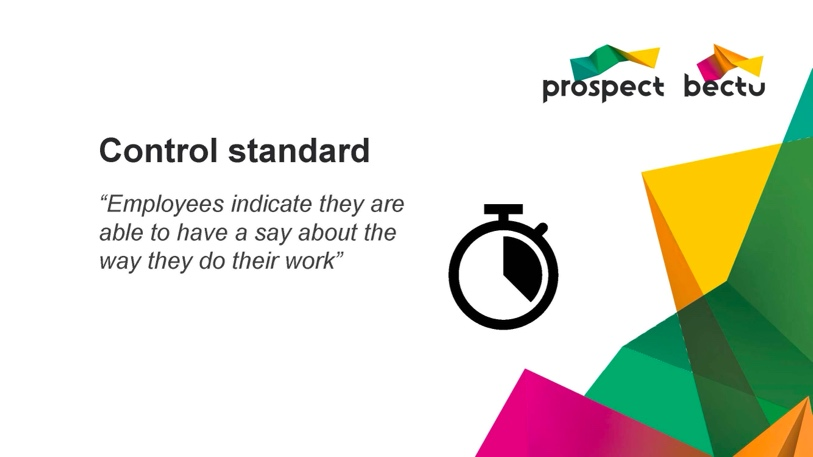 prospect bectu
Control standard
“Employees indicate they are
able to have a say about the
way they do their work”